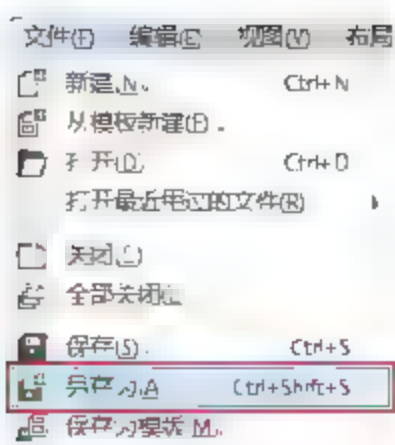 文件(F) 编辑(E) 视图(V) 布局
新建(N)... Ctrl+N
从模板新建(F)...
打开(O)... Ctrl+O
打开最近用过的文件(R)
关闭(C)
全部关闭(L)
保存(S)... Ctrl+S
另存为(A)... Ctrl+Shift+S
保存为模板(M)...